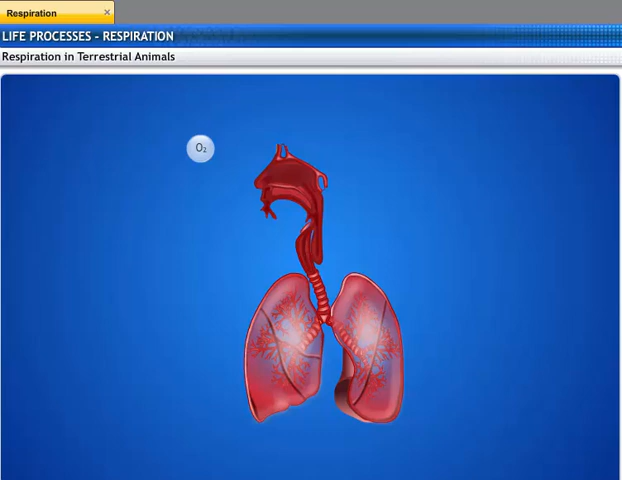 Respiration
LIFE PROCESSES - RESPIRATION
Respiration in Terrestrial Animals
O₂